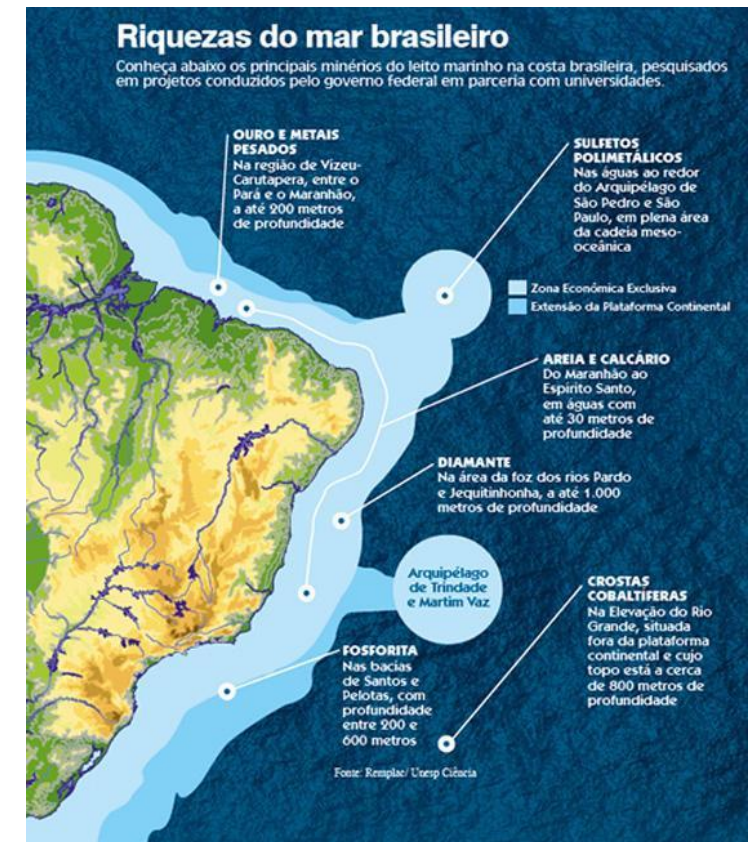 Riquezas do mar brasileiro
Conheça abaixo os principais minérios do leito marinho na costa brasileira, pesquisados
em projetos conduzidos pelo governo federal em parceria com universidades.
OURO E METAIS
PESADOS
Na região de Vizeu-
Carutapera, entre o
Pará e o Maranhão,
a até 200 metros
de profundidade
SULFETOS
POLIMETÁLICOS
Nas águas ao redor
do Arquipélago de
São Pedro e São
Paulo, em plena área
da cadeia meso-
oceânica
Zona Econômica Exclusiva
Extensão da Plataforma Continental
AREIA E CALCÁRIO
Do Maranhão ao
Espirito Santo,
em águas com
até 30 metros de
profundidade
DIAMANTE
Na área da foz dos rios Pardo
e Jequitinhonha, a até 1.000
metros de profundidade
Arquipélago
de Trindade
e Martim Vaz
CROSTAS
COBALTÍFERAS
Na Elevação do Rio
Grande, situada
fora da plataforma
continental e cujo
topo está a cerca
de 800 metros de
profundidade
FOSFORITA
Nas bacias
de Santos e
Pelotas, com
profundidade
entre 200 e
600 metros
Fonte: Remplac/ Unesp Ciência